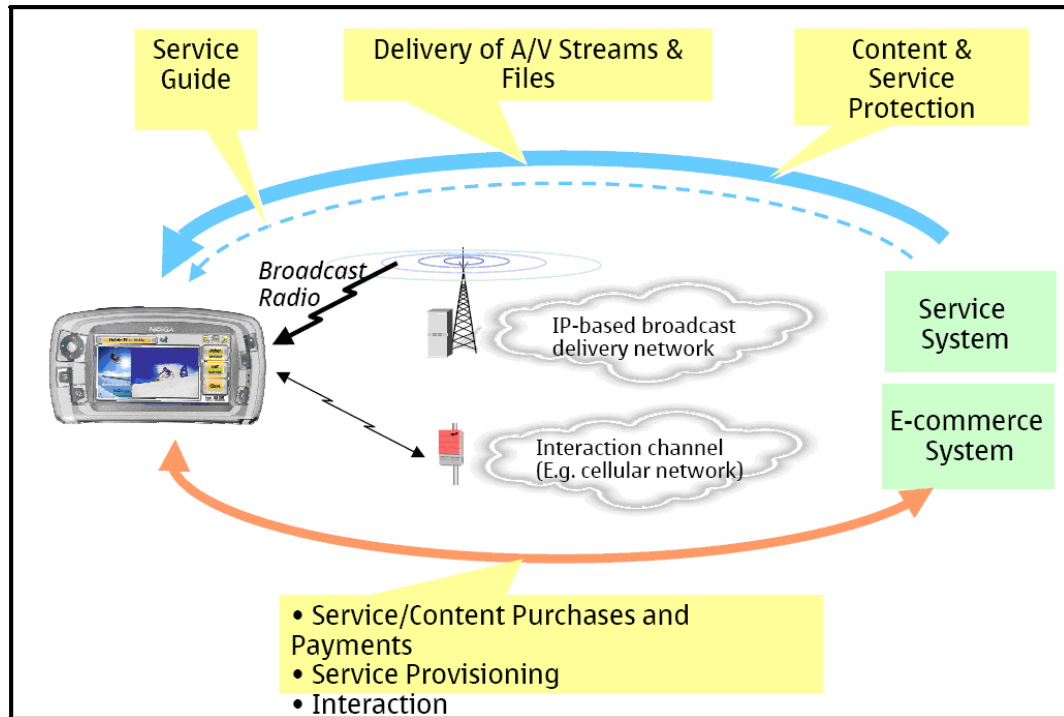 Service
Guide
Delivery of A/V Streams &
Files
Content &
Service
Protection
Broadcast
Radio
NOKIA
IP-based broadcast
delivery network
Service
System
E-commerce
System
Interaction channel
(E.g. cellular network)
• Service/Content Purchases and
Payments
• Service Provisioning
• Interaction